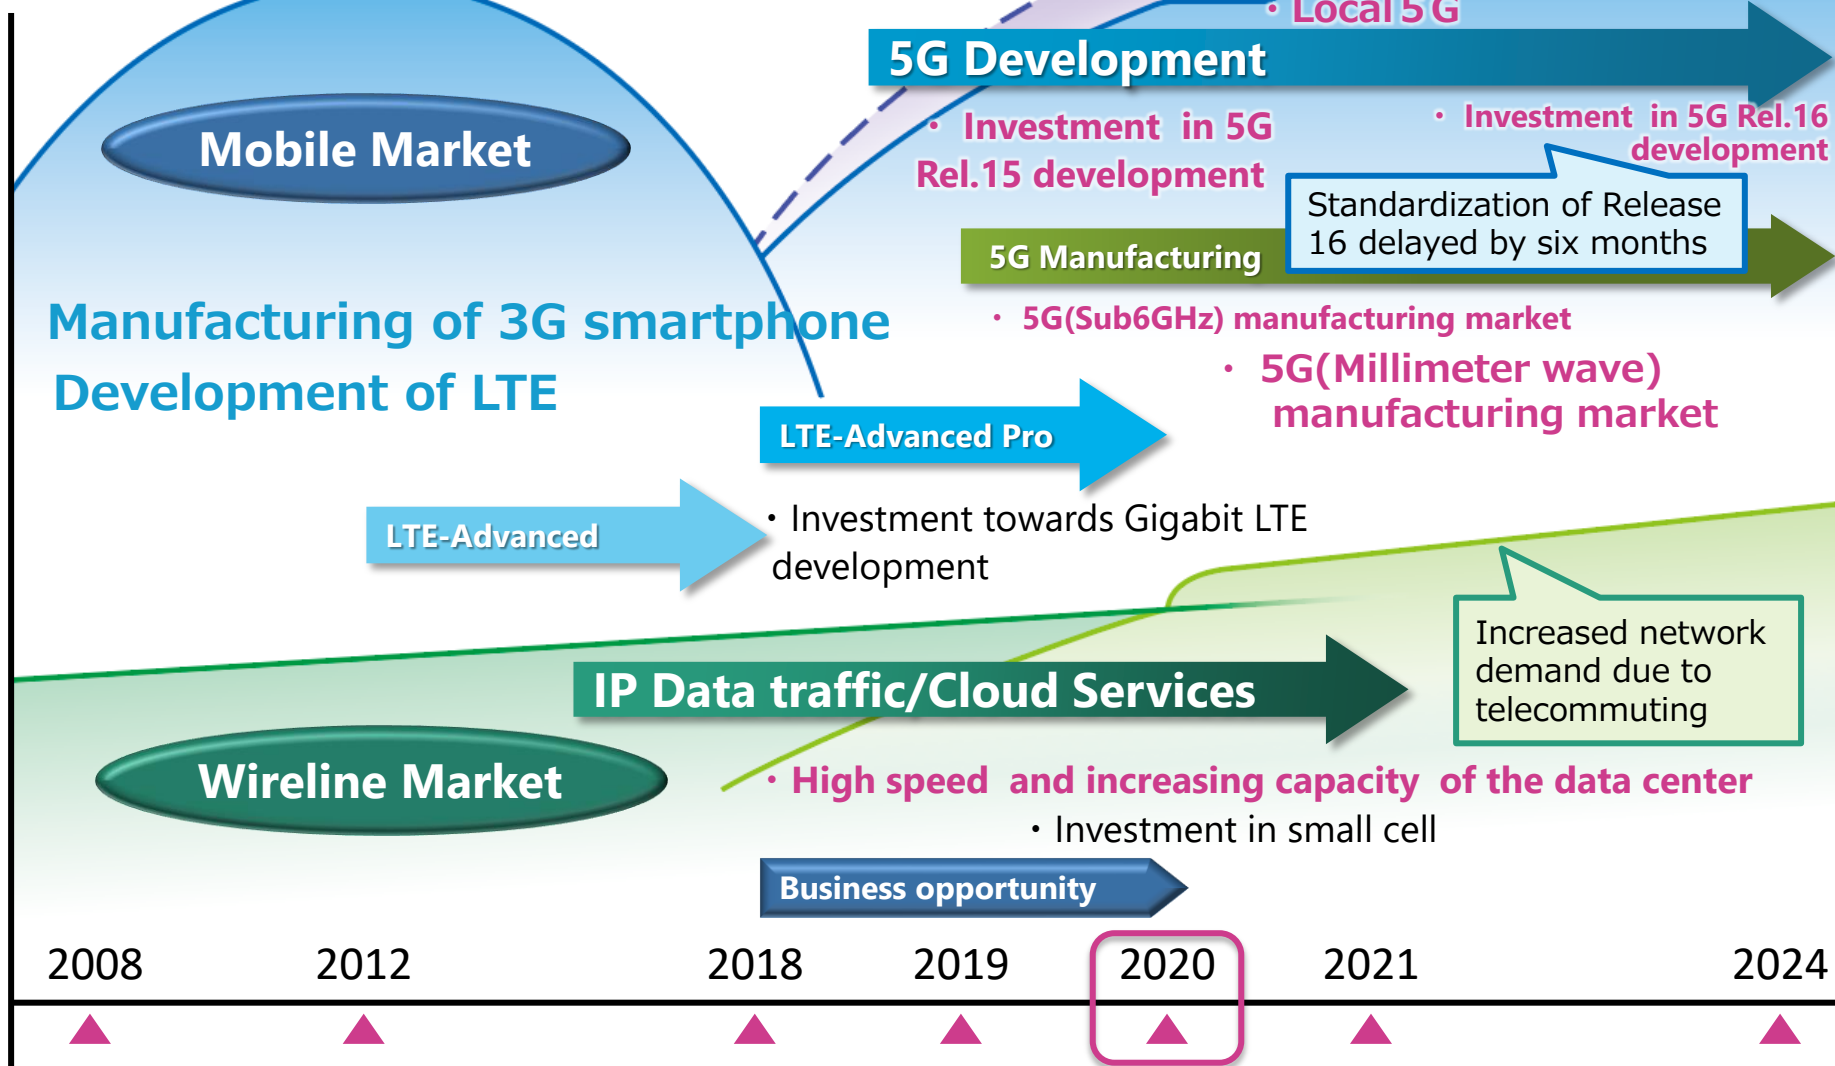 ・Local 5G
5G Development
Mobile Market
・ Investment in 5G
Rel.15 development
・ Investment in 5G Rel.16
development
Standardization of Release
16 delayed by six months
5G Manufacturing
Manufacturing of 3G smartphone
Development of LTE
・ 5G(Sub6GHz) manufacturing market
・ 5G(Millimeter wave)
manufacturing market
LTE-Advanced Pro
LTE-Advanced
・Investment towards Gigabit LTE
development
Increased network
demand due to
telecommuting
IP Data traffic/Cloud Services
Wireline Market
・High speed and increasing capacity of the data center
・Investment in small cell
Business opportunity
2008 2012 2018 2019 2020 2021 2024